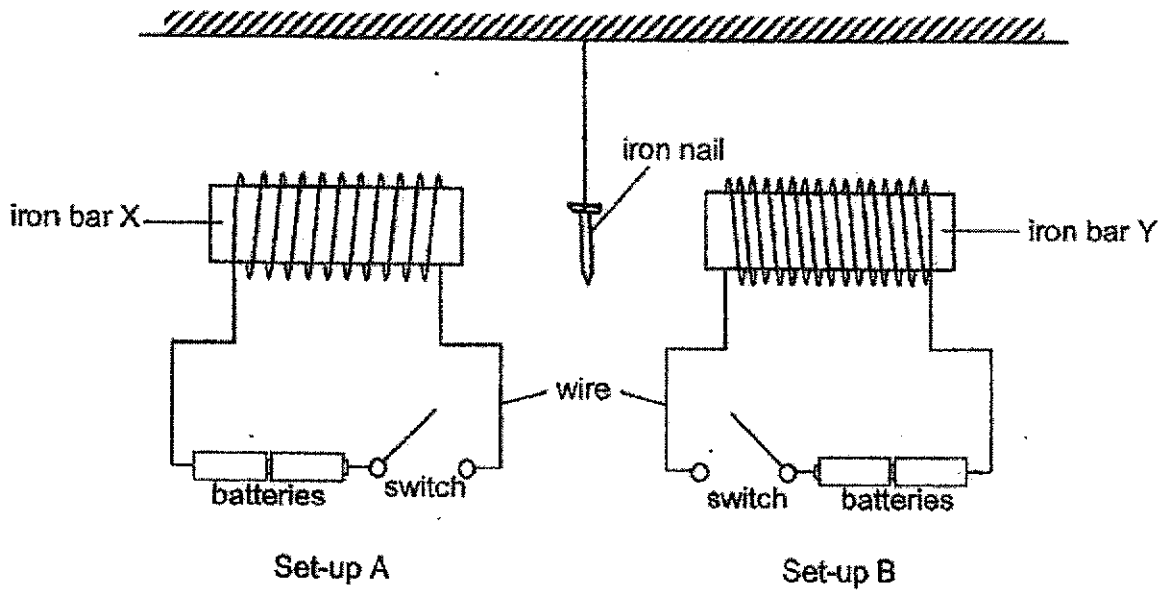 iron nail
iron bar X
iron bar Y
wire
batteries
switch
switch
batteries
Set-up A
Set-up B